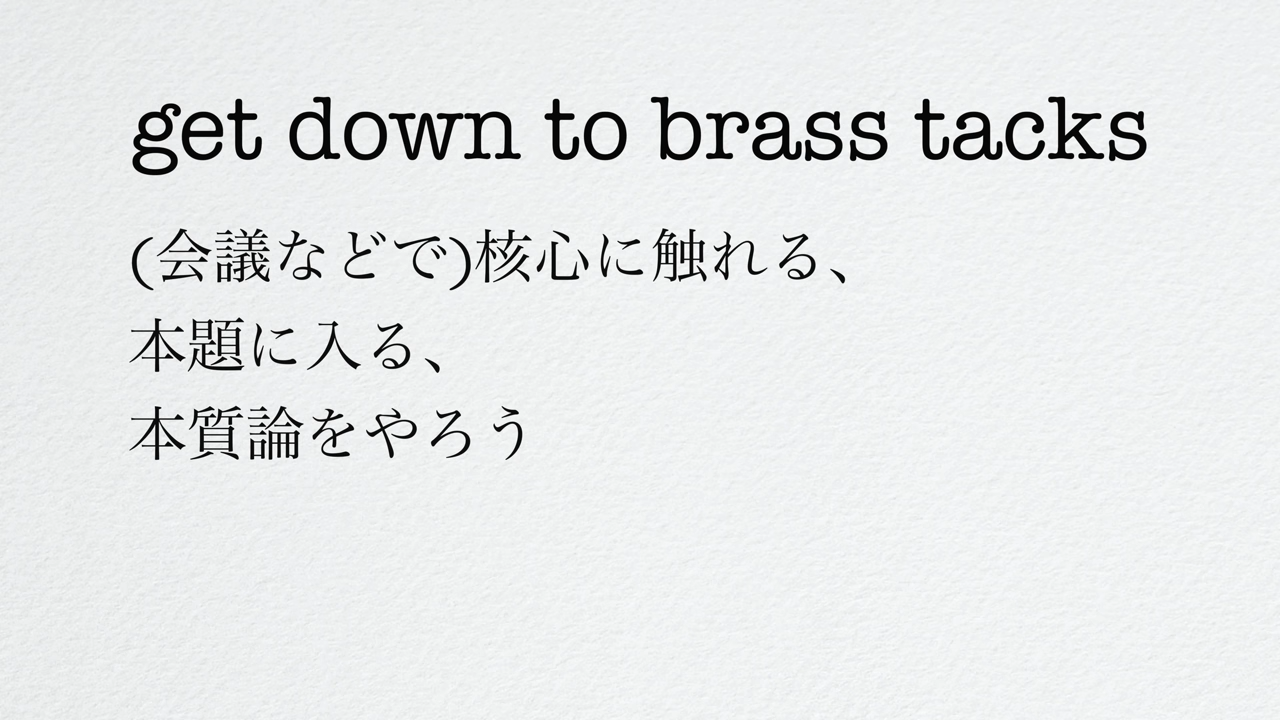 get down to brass tacks
(会議などで)核心に触れる、
本題に入る、
本質論をやろう